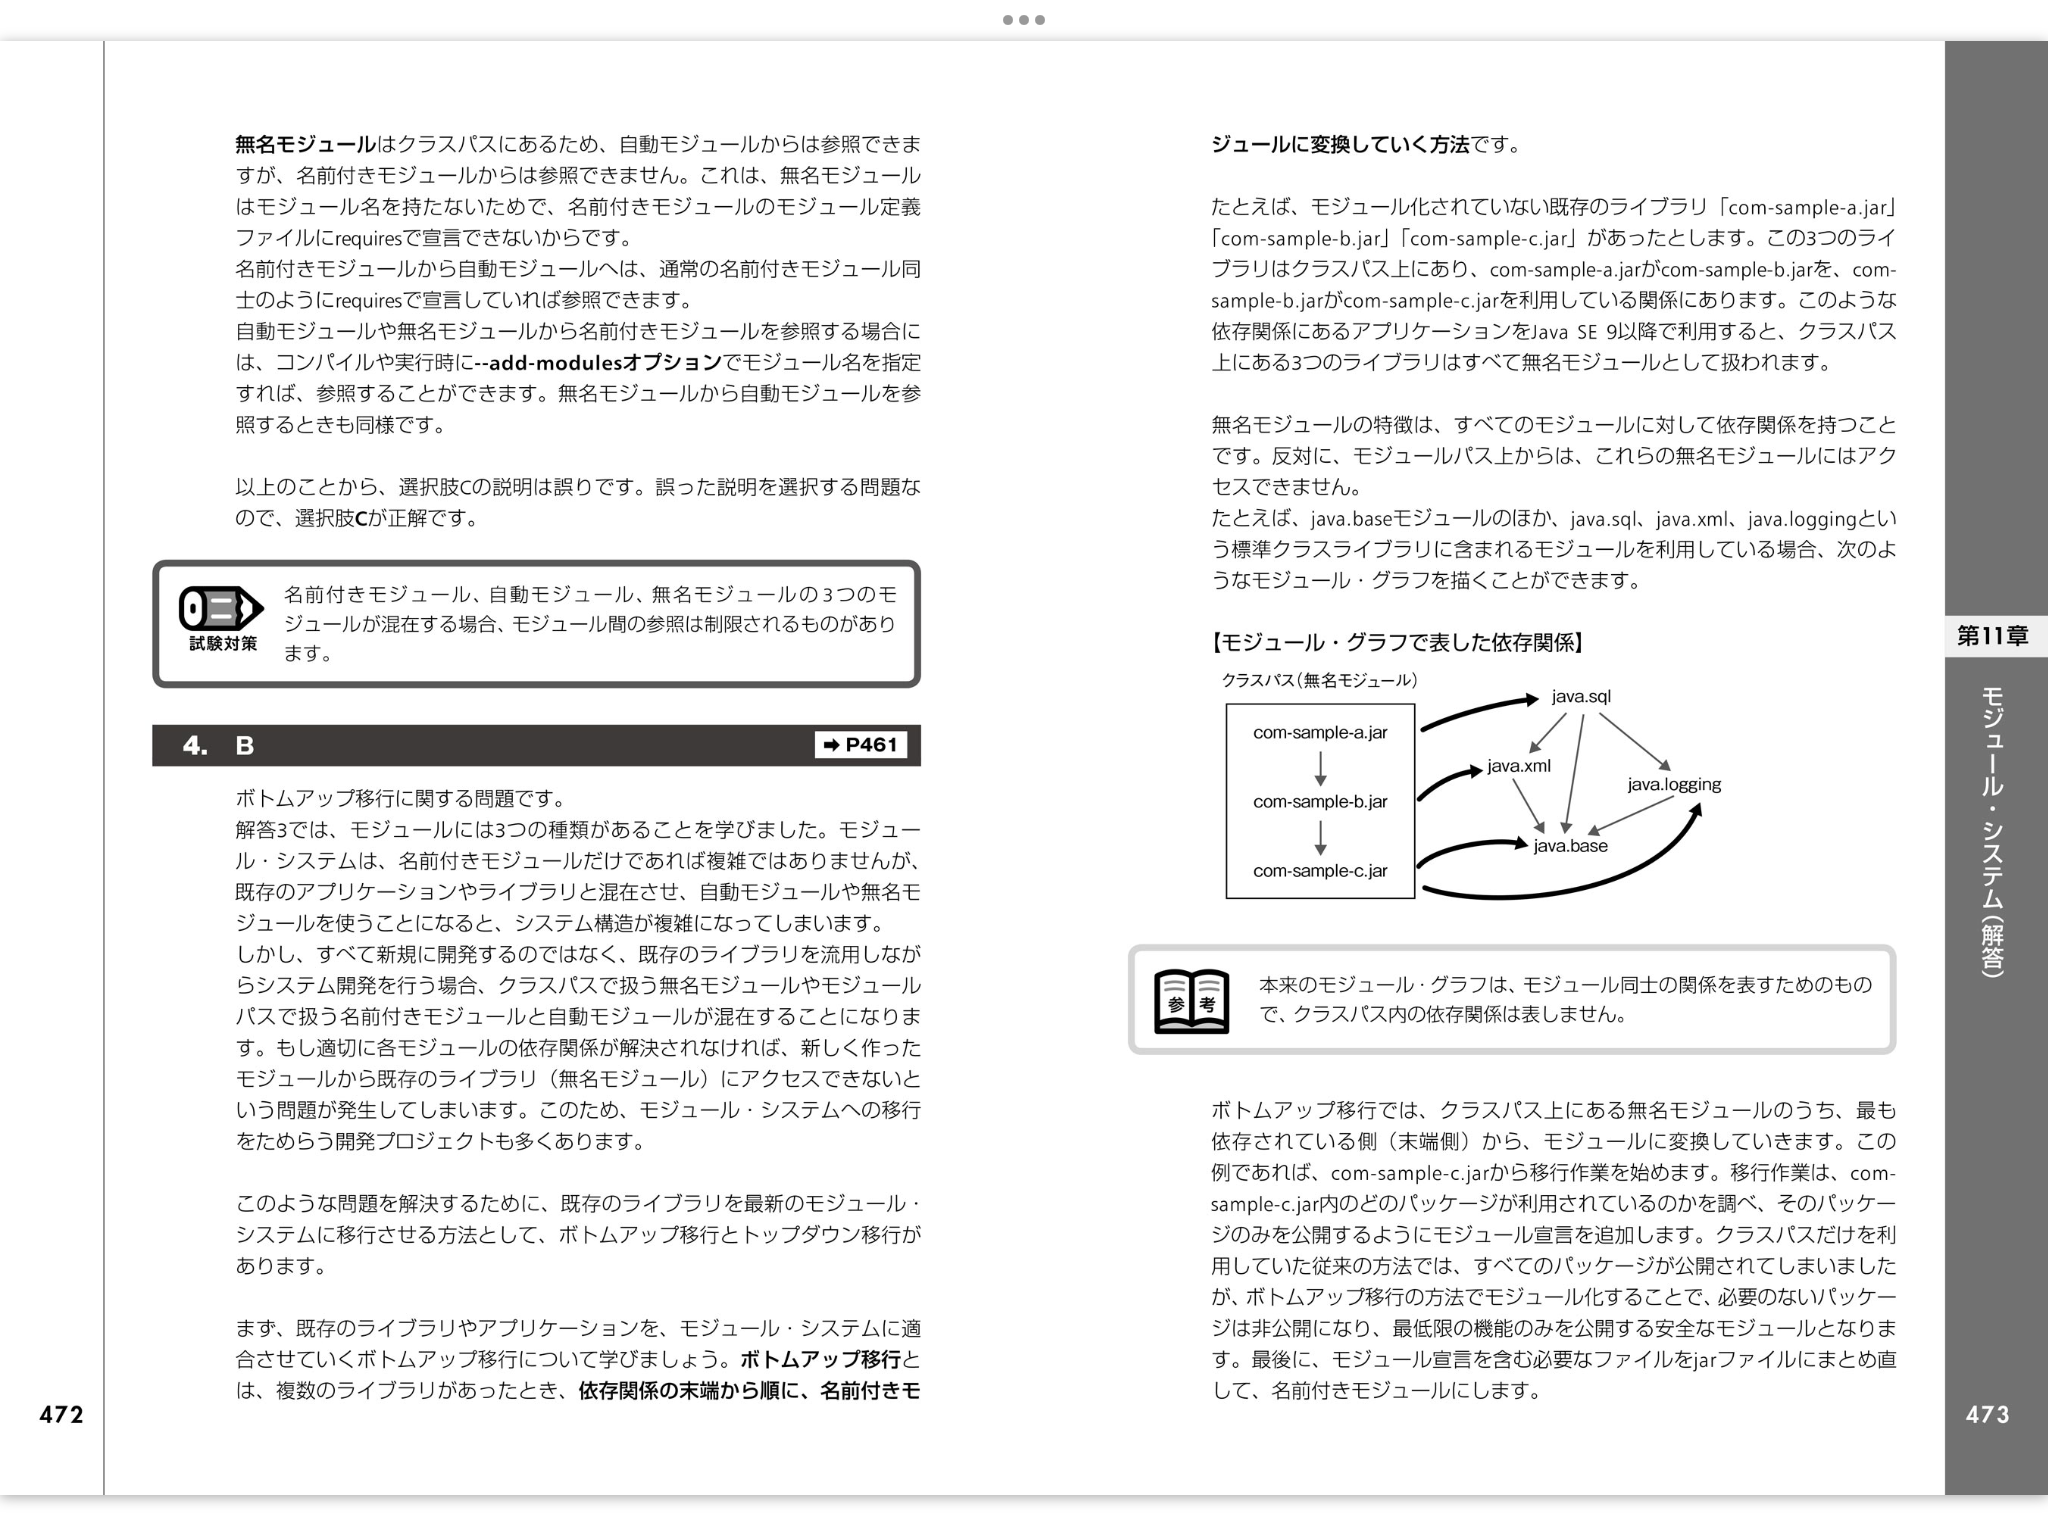 無名モジュールはクラスパスにあるため、自動モジュールからは参照できま
すが、名前付きモジュールからは参照できません。これは、無名モジュール
はモジュール名を持たないためで、名前付きモジュールのモジュール定義
ファイルにrequiresで宣言できないからです。
名前付きモジュールから自動モジュールへは、通常の名前付きモジュール同
士のようにrequiresで宣言していれば参照できます。
自動モジュールや無名モジュールから名前付きモジュールを参照する場合に
は、コンパイルや実行時に--add-modulesオプションでモジュール名を指定
すれば、参照することができます。無名モジュールから自動モジュールを参
照するときも同様です。
以上のことから、選択肢Cの説明は誤りです。誤った説明を選択する問題な
ので、選択肢Cが正解です。
試験対策
名前付きモジュール、自動モジュール、無名モジュールの3つのモ
ジュールが混在する場合、モジュール間の参照は制限されるものがあり
ます。
4. B ➡ P461
ボトムアップ移行に関する問題です。
解答3では、モジュールには3つの種類があることを学びました。モジュー
ル・システムは、名前付きモジュールだけであれば複雑ではありませんが、
既存のアプリケーションやライブラリと混在させ、自動モジュールや無名モ
ジュールを使うことになると、システム構造が複雑になってしまいます。
しかし、すべて新規に開発するのではなく、既存のライブラリを流用しなが
らシステム開発を行う場合、クラスパスで扱う無名モジュールやモジュール
パスで扱う名前付きモジュールと自動モジュールが混在することになりま
す。もし適切に各モジュールの依存関係が解決されなければ、新しく作った
モジュールから既存のライブラリ（無名モジュール）にアクセスできないと
いう問題が発生してしまいます。このため、モジュール・システムへの移行
をためらう開発プロジェクトも多くあります。
このような問題を解決するために、既存のライブラリを最新のモジュール・
システムに移行させる方法として、ボトムアップ移行とトップダウン移行が
あります。
まず、既存のライブラリやアプリケーションを、モジュール・システムに適
合させていくボトムアップ移行について学びましょう。ボトムアップ移行と
は、複数のライブラリがあったとき、依存関係の末端から順に、名前付きモ
472
ジュールに変換していく方法です。
たとえば、モジュール化されていない既存のライブラリ「com-sample-a.jar」
「com-sample-b.jar」「com-sample-c.jar」があったとします。この3つのライ
ブラリはクラスパス上にあり、com-sample-a.jarがcom-sample-b.jarを、com-
sample-b.jarがcom-sample-c.jarを利用している関係にあります。このような
依存関係にあるアプリケーションをJava SE 9以降で利用すると、クラスパス
上にある3つのライブラリはすべて無名モジュールとして扱われます。
無名モジュールの特徴は、すべてのモジュールに対して依存関係を持つこと
です。反対に、モジュールパス上からは、これらの無名モジュールにはアク
セスできません。
たとえば、java.baseモジュールのほか、java.sql、java.xml、java.loggingとい
う標準クラスライブラリに含まれるモジュールを利用している場合、次のよ
うなモジュール・グラフを描くことができます。
【モジュール・グラフで表した依存関係】
クラスパス（無名モジュール）
com-sample-a.jar
com-sample-b.jar
com-sample-c.jar
java.sql
java.xml
java.logging
java.base
参考
本来のモジュール・グラフは、モジュール同士の関係を表すためのもの
で、クラスパス内の依存関係は表しません。
ボトムアップ移行では、クラスパス上にある無名モジュールのうち、最も
依存されている側（末端側）から、モジュールに変換していきます。この
例であれば、com-sample-c.jarから移行作業を始めます。移行作業は、com-
sample-c.jar内のどのパッケージが利用されているのかを調べ、そのパッケー
ジのみを公開するようにモジュール宣言を追加します。クラスパスだけを利
用していた従来の方法では、すべてのパッケージが公開されてしまいました
が、ボトムアップ移行の方法でモジュール化することで、必要のないパッケー
ジは非公開になり、最低限の機能のみを公開する安全なモジュールとなりま
す。最後に、モジュール宣言を含む必要なファイルをjarファイルにまとめ直
して、名前付きモジュールにします。
第11章
モジュール・システム（解答）
473